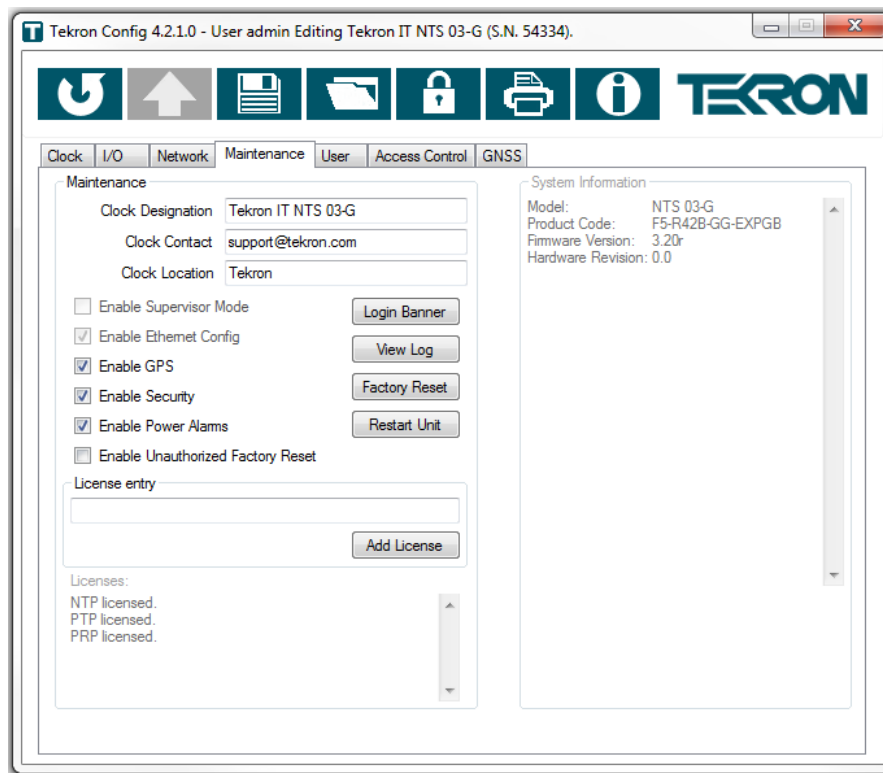 Tekron Config 4.2.1.0 - User admin Editing Tekron IT NTS 03-G (S.N. 54334).
TEKRON
Clock I/O Network Maintenance User Access Control GNSS
Maintenance
Clock Designation Tekron IT NTS 03-G
Clock Contact support@tekron.com
Clock Location Tekron
Enable Supervisor Mode
Login Banner
Enable Ethernet Config
View Log
Enable GPS
Factory Reset
Enable Security
Restart Unit
Enable Power Alarms
Enable Unauthorized Factory Reset
License entry
Add License
Licenses:
NTP licensed.
PTP licensed.
PRP licensed.
System Information
Model: NTS 03-G
Product Code: F5-R42B-GG-EXPGB
Firmware Version: 3.20r
Hardware Revision: 0.0